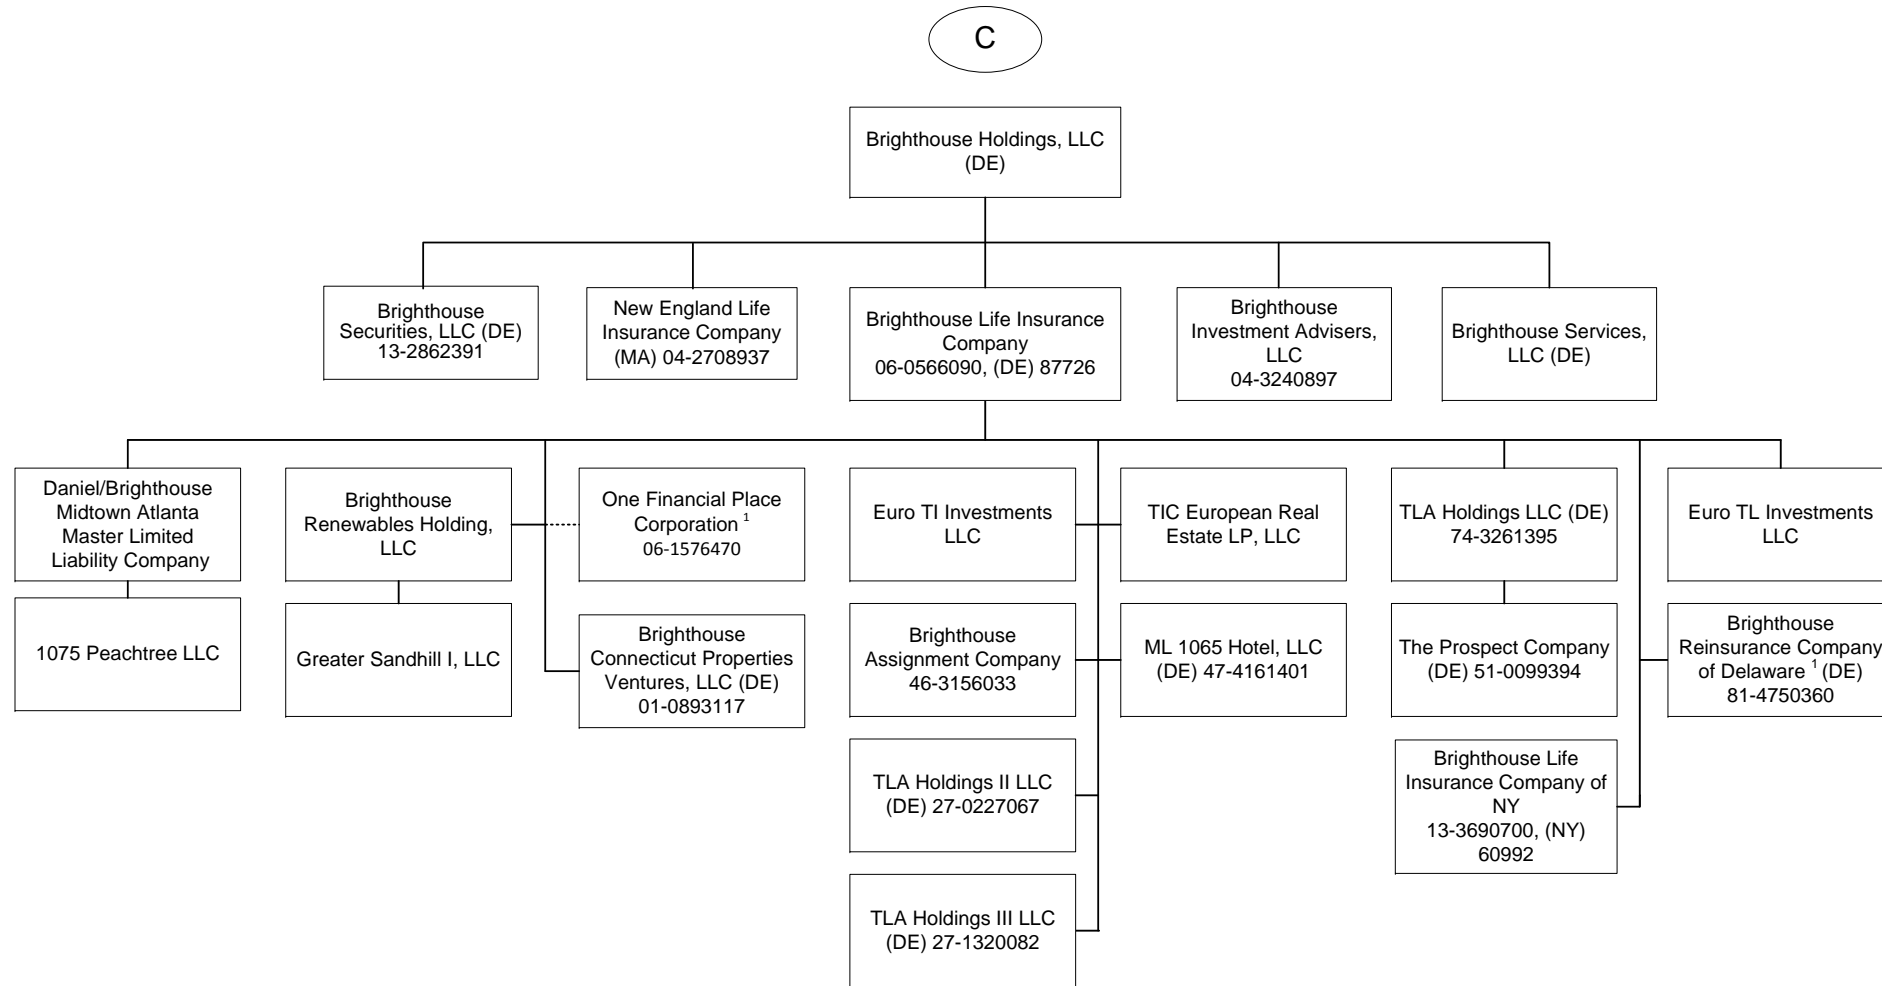 C
Brighthouse Holdings, LLC
(DE)
Brighthouse
Securities, LLC (DE)
13-2862391
New England Life
Insurance Company
(MA) 04-2708937
Brighthouse Life Insurance
Company
06-0566090, (DE) 87726
Brighthouse
Investment Advisers,
LLC
04-3240897
Brighthouse Services,
LLC (DE)
Daniel/Brighthouse
Midtown Atlanta
Master Limited
Liability Company
Brighthouse
Renewables Holding,
LLC
One Financial Place
Corporation 1
06-1576470
Euro TI Investments
LLC
TIC European Real
Estate LP, LLC
TLA Holdings LLC (DE)
74-3261395
Euro TL Investments
LLC
1075 Peachtree LLC
Greater Sandhill I, LLC
Brighthouse
Connecticut Properties
Ventures, LLC (DE)
01-0893117
Brighthouse
Assignment Company
46-3156033
ML 1065 Hotel, LLC
(DE) 47-4161401
The Prospect Company
(DE) 51-0099394
Brighthouse
Reinsurance Company
of Delaware 1 (DE)
81-4750360
TLA Holdings II LLC
(DE) 27-0227067
Brighthouse Life
Insurance Company of
NY
13-3690700, (NY)
60992
TLA Holdings III LLC
(DE) 27-1320082